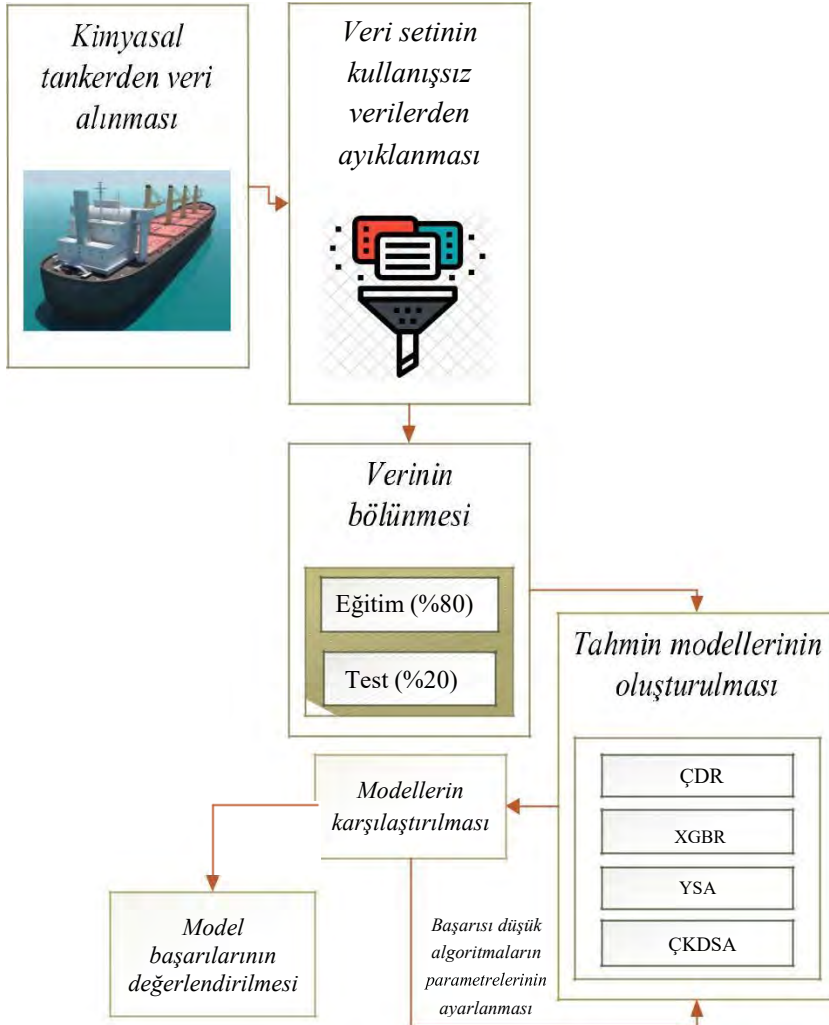 Kimyasal
tankerden veri
alınması
Veri setinin
kullanışsız
verilerden
ayıklanması
Verinin
bölünmesi
Eğitim (%80)
Test (%20)
Tahmin modellerinin
oluşturulması
ÇDR
XGBR
YSA
ÇKDSA
Modellerin
karşılaştırılması
Başarısı düşük
algoritmaların
parametrelerinin
ayarlanması
Model
başarılarının
değerlendirilmesi